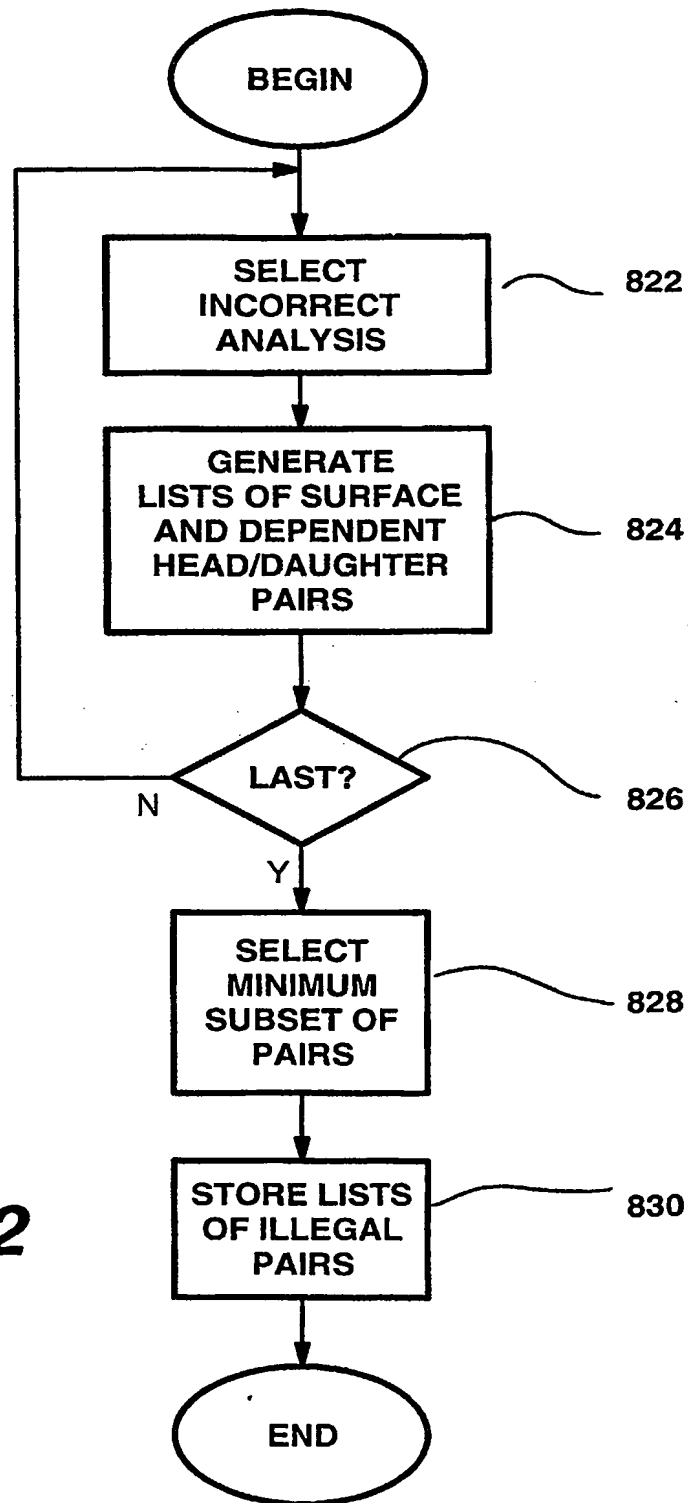 BEGIN
SELECT
INCORRECT
ANALYSIS
822
GENERATE
LISTS OF SURFACE
AND DEPENDENT
HEAD/DAUGHTER
PAIRS
824
LAST?
826
N
Y
SELECT
MINIMUM
SUBSET OF
PAIRS
828
STORE LISTS
OF ILLEGAL
PAIRS
830
2
END